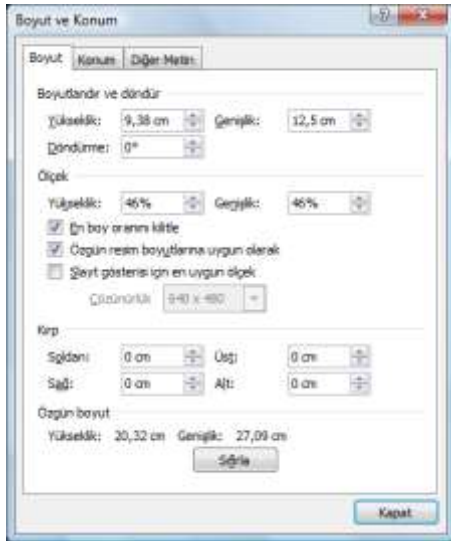 Boyut ve Konum
Boyut Konum Diğer Metin
Boyutlandır ve döndür
Yükseklik: 9,38 cm Genişlik: 12,5 cm
Döndürme: 0°
Ölçek
Yükseklik: 46% Genişlik: 46%
En boy oranını kilitle
Özgün resim boyutlarına uygun olarak
Slayt gösterisi için en uygun ölçek
Çözünürlük 640 x 480
Kırp
Soldan: 0 cm Üst: 0 cm
Sağ: 0 cm Alt: 0 cm
Özgün boyut
Yükseklik: 20,32 cm Genişlik: 27,09 cm
Sıfırla
Kapat